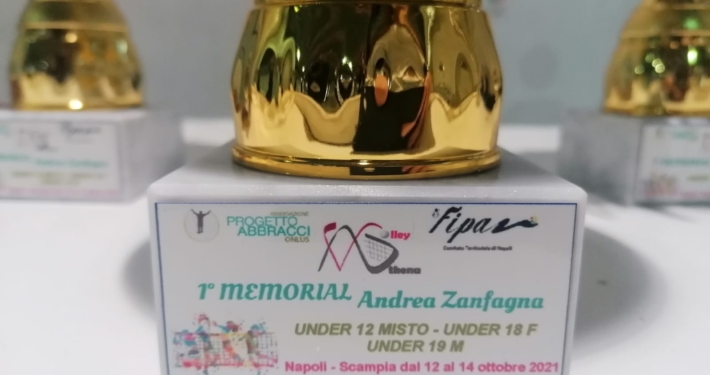 ASSOCIAZIONE
PROGETTO
ABBRACCI
ONLUS
olley
thena
Fipav
Comitato Territoriale di Napoli
1° MEMORIAL Andrea Zanfagna
UNDER 12 MISTO - UNDER 18 F
UNDER 19 M
Napoli - Scampia dal 12 al 14 ottobre 2021